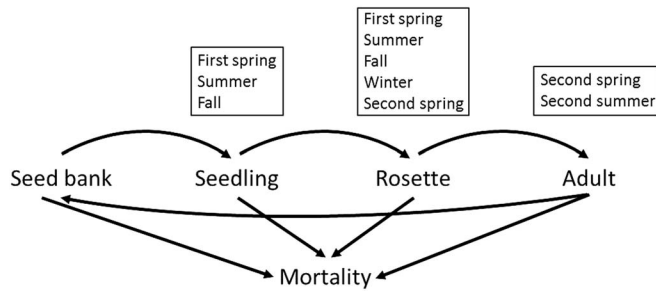 First spring
Summer
Fall
First spring
Summer
Fall
Winter
Second spring
Second spring
Second summer
Seed bank
Seedling
Rosette
Adult
Mortality